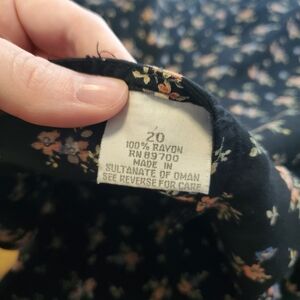 20
100% RAYON
RN 89700
MADE IN
SULTANATE OF OMAN
SEE REVERSE FOR CARE